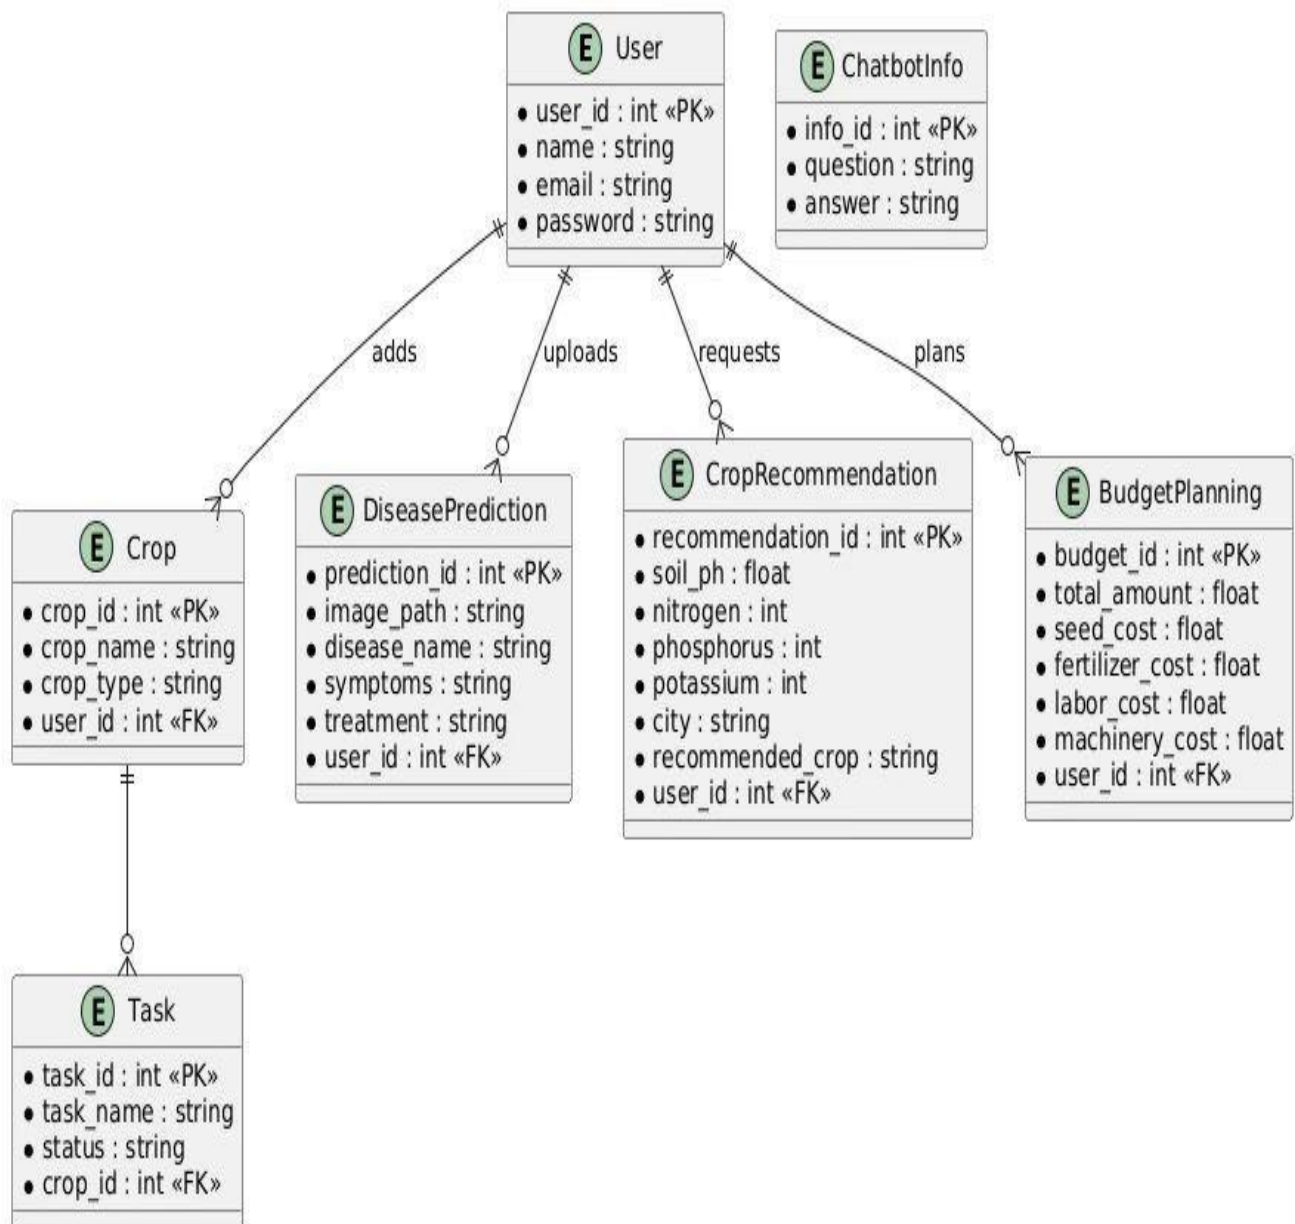 E User
user_id : int «PK»
name : string
email : string
password : string
E ChatbotInfo
info_id : int «PK»
question : string
answer : string
adds
uploads
requests
plans
E Crop
crop_id : int «PK»
crop_name : string
crop_type : string
user_id : int «FK»
E DiseasePrediction
prediction_id : int «PK»
image_path : string
disease_name : string
symptoms : string
treatment : string
user_id : int «FK»
E CropRecommendation
recommendation_id : int «PK»
soil_ph : float
nitrogen : int
phosphorus : int
potassium : int
city : string
recommended_crop : string
user_id : int «FK»
E BudgetPlanning
budget_id : int «PK»
total_amount : float
seed_cost : float
fertilizer_cost : float
labor_cost : float
machinery_cost : float
user_id : int «FK»
E Task
task_id : int «PK»
task_name : string
status : string
crop_id : int «FK»